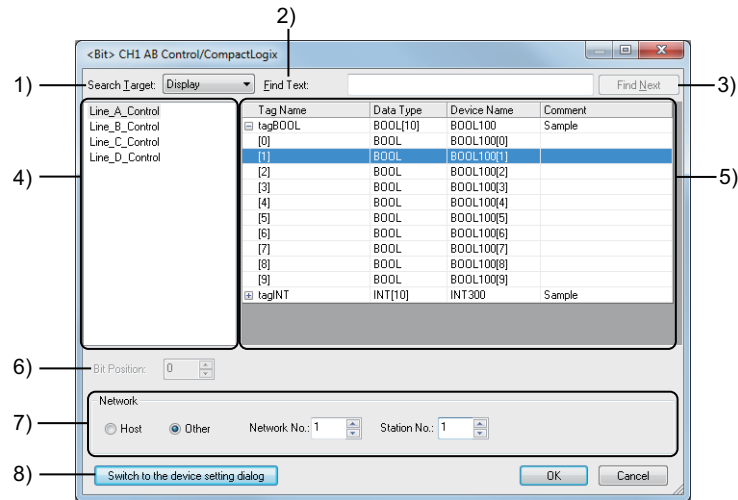 2)
<Bit> CH1 AB Control/CompactLogix
1)
Search Target: Display Find Text: Find Next
3)
Line_A_Control
Line_B_Control
Line_C_Control
Line_D_Control
4)
Tag Name Data Type Device Name Comment
tagBOOL BOOL[10] BOOL100 Sample
[0] BOOL BOOL100[0]
[1] BOOL BOOL100[1]
[2] BOOL BOOL100[2]
[3] BOOL BOOL100[3]
[4] BOOL BOOL100[4]
[5] BOOL BOOL100[5]
[6] BOOL BOOL100[6]
[7] BOOL BOOL100[7]
[8] BOOL BOOL100[8]
[9] BOOL BOOL100[9]
tagINT INT[10] INT300 Sample
5)
6)
Bit Position: 0
Network
7)
Host Other Network No.: 1 Station No.: 1
8)
Switch to the device setting dialog OK Cancel